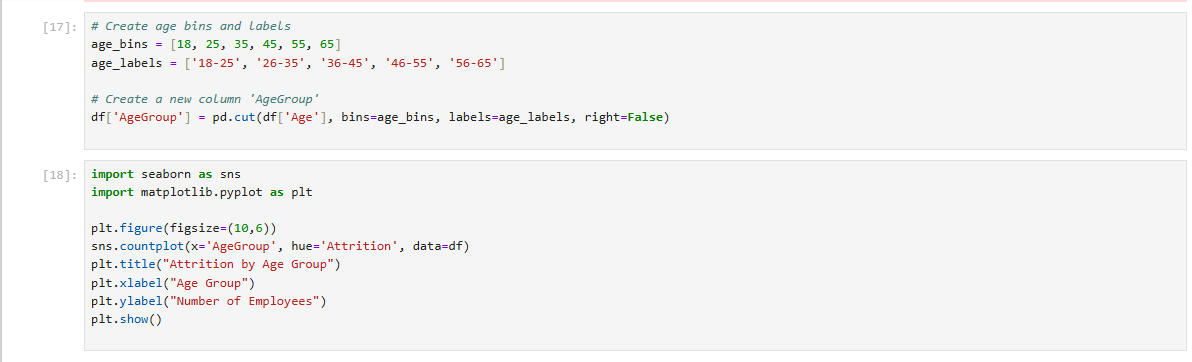 [17]: # Create age bins and labels
age_bins = [18, 25, 35, 45, 55, 65]
age_labels = ['18-25', '26-35', '36-45', '46-55', '56-65']
# Create a new column 'AgeGroup'
df['AgeGroup'] = pd.cut(df['Age'], bins=age_bins, labels=age_labels, right=False)
[18]: import seaborn as sns
import matplotlib.pyplot as plt
plt.figure(figsize=(10,6))
sns.countplot(x='AgeGroup', hue='Attrition', data=df)
plt.title("Attrition by Age Group")
plt.xlabel("Age Group")
plt.ylabel("Number of Employees")
plt.show()